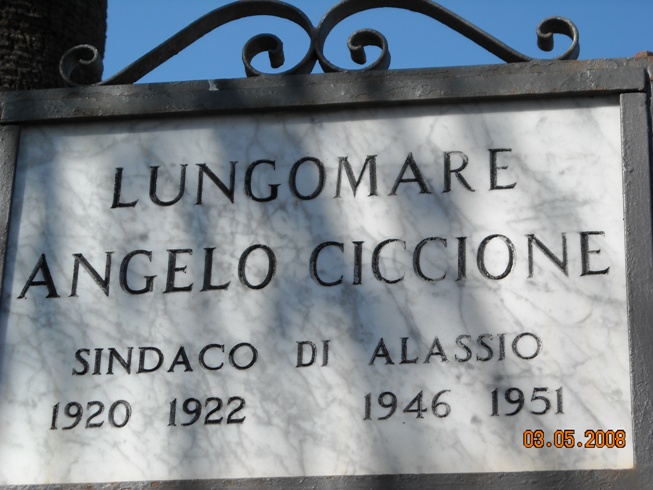 LUNGOMARE
ANGELO CICCIONE
SINDACO DI ALASSIO
1920 1922 1946 1951
03.05.2008